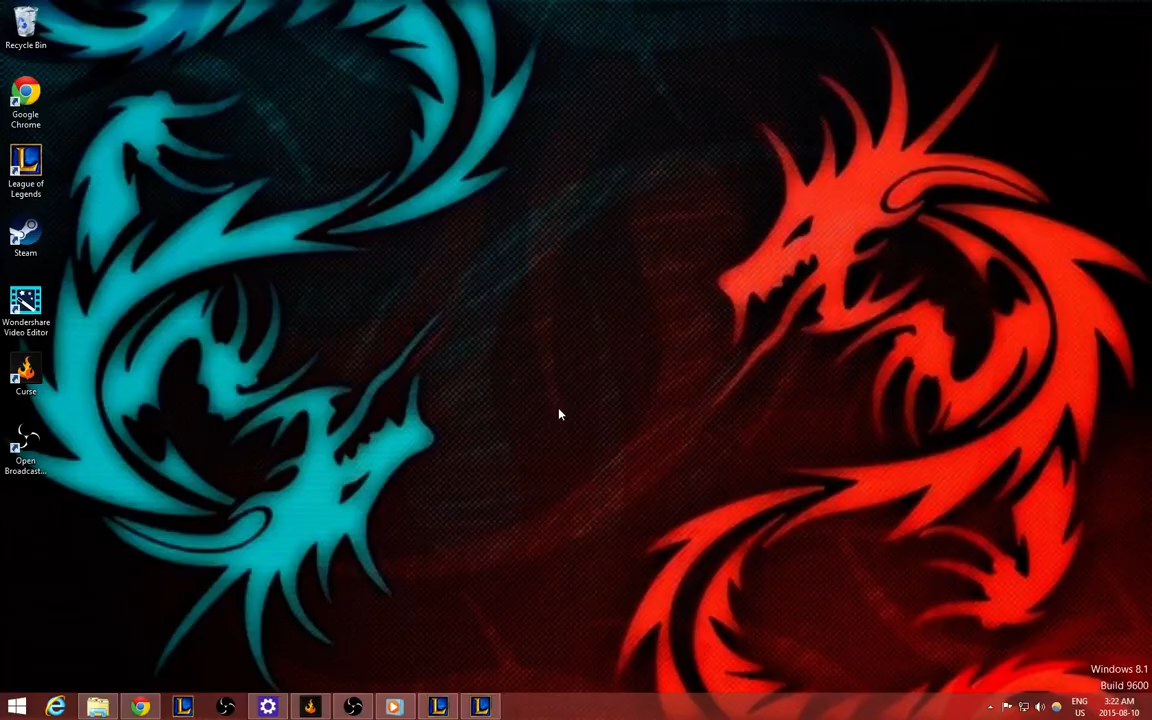 Recycle Bin
Google
Chrome
League of
Legends
Steam
Wondershare
Video Editor
Curse
Open
Broadcast...
Windows 8.1
Build 9600
ENG
US
3:22 AM
2015-08-10